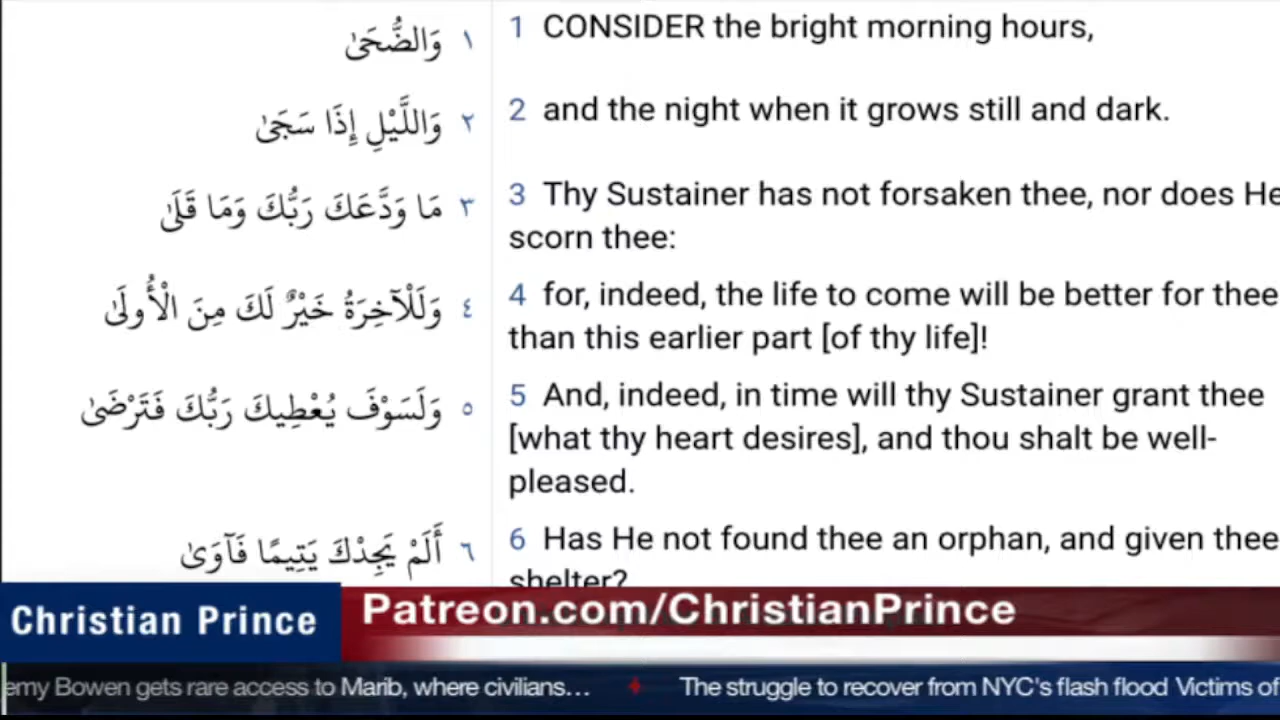 وَالضُّحَىٰ ١
1 CONSIDER the bright morning hours,
وَاللَّيْلِ إِذَا سَجَىٰ ٢
2 and the night when it grows still and dark.
مَا وَدَّعَكَ رَبُّكَ وَمَا قَلَىٰ ٣
3 Thy Sustainer has not forsaken thee, nor does He
scorn thee:
وَلَلْآخِرَةُ خَيْرٌ لَكَ مِنَ الْأُولَىٰ ٤
4 for, indeed, the life to come will be better for thee
than this earlier part [of thy life]!
وَلَسَوْفَ يُعْطِيكَ رَبُّكَ فَتَرْضَىٰ ٥
5 And, indeed, in time will thy Sustainer grant thee
[what thy heart desires], and thou shalt be well-
pleased.
أَلَمْ يَجِدْكَ يَتِيمًا فَآوَىٰ ٦
6 Has He not found thee an orphan, and given thee
shelter?
Christian Prince
Patreon.com/ChristianPrince
emy Bowen gets rare access to Marib, where civilians... The struggle to recover from NYC's flash flood Victims of